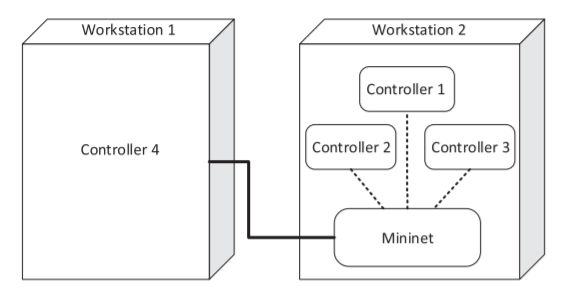 Workstation 1
Workstation 2
Controller 1
Controller 4
Controller 2
Controller 3
Mininet